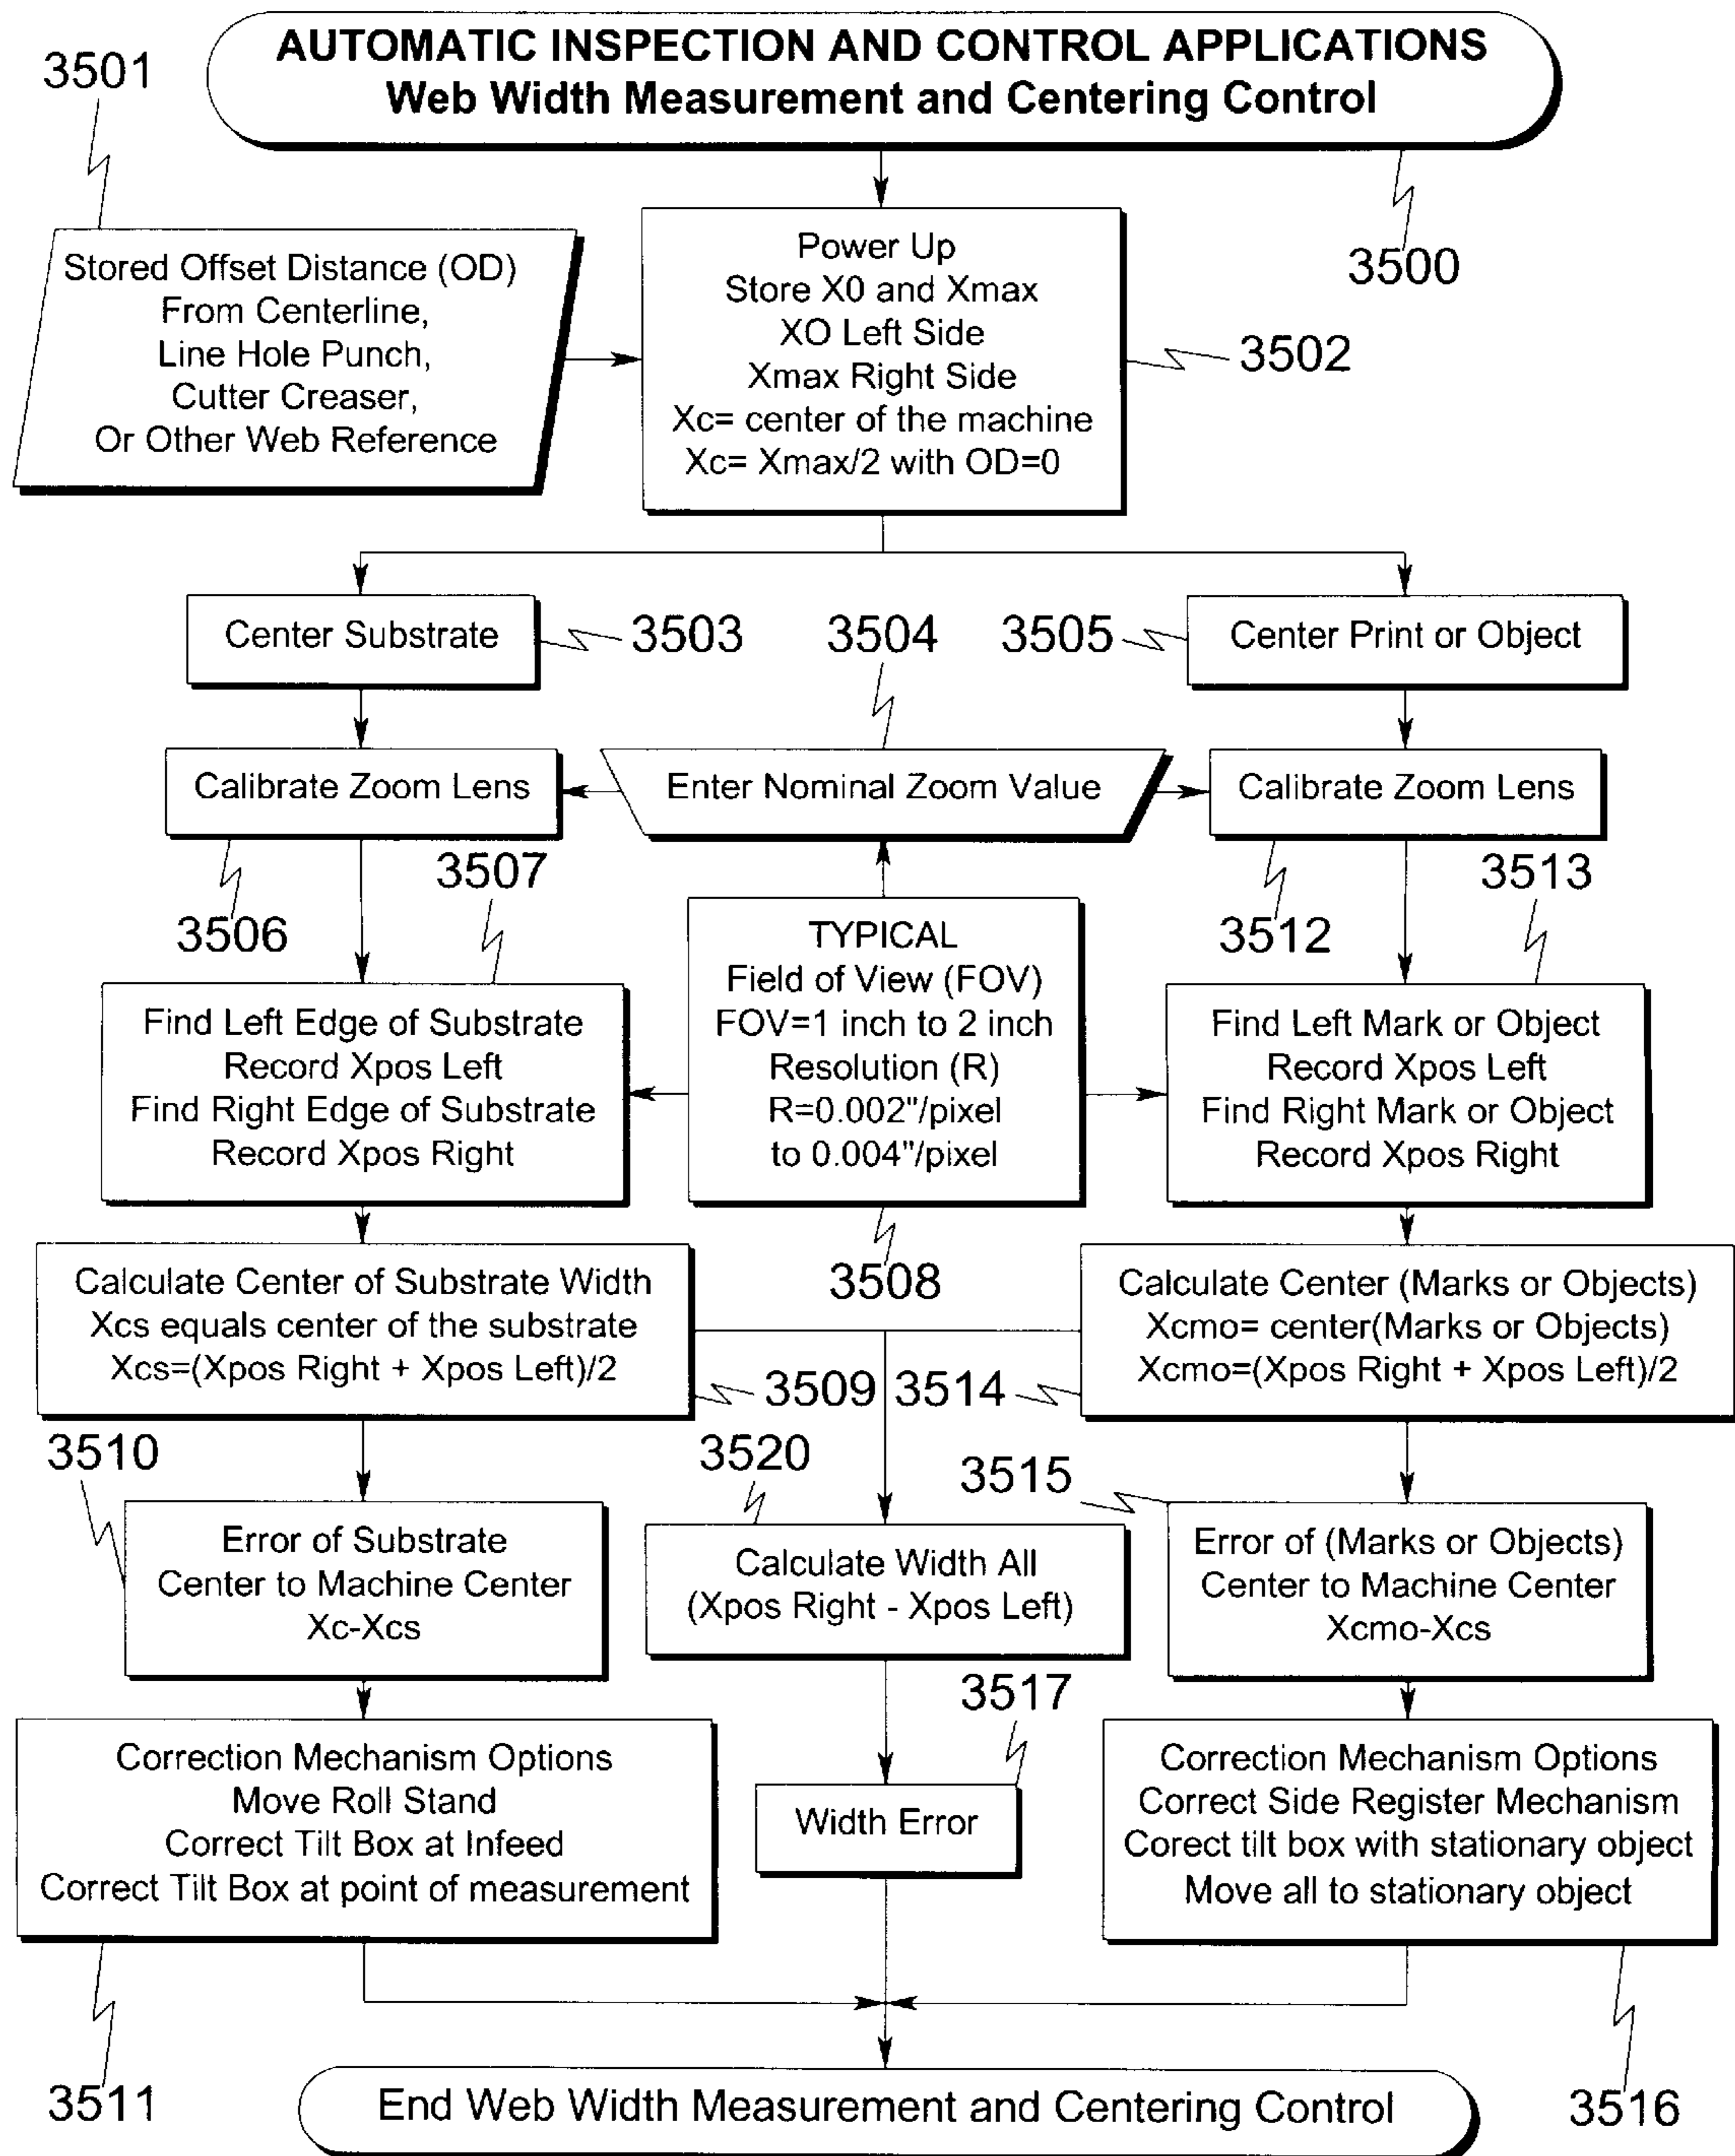 AUTOMATIC INSPECTION AND CONTROL APPLICATIONS
Web Width Measurement and Centering Control
3501
3500
Stored Offset Distance (OD)
From Centerline,
Line Hole Punch,
Cutter Creaser,
Or Other Web Reference
Power Up
Store X0 and Xmax
XO Left Side
Xmax Right Side
Xc= center of the machine
Xc= Xmax/2 with OD=0
3502
Center Substrate
3503
3504
3505
Center Print or Object
Calibrate Zoom Lens
Enter Nominal Zoom Value
Calibrate Zoom Lens
3506
3507
3512
3513
TYPICAL
Field of View (FOV)
FOV=1 inch to 2 inch
Resolution (R)
R=0.002"/pixel
to 0.004"/pixel
3508
Find Left Edge of Substrate
Record Xpos Left
Find Right Edge of Substrate
Record Xpos Right
Find Left Mark or Object
Record Xpos Left
Find Right Mark or Object
Record Xpos Right
Calculate Center of Substrate Width
Xcs equals center of the substrate
Xcs=(Xpos Right + Xpos Left)/2
3509
3514
Calculate Center (Marks or Objects)
Xcmo= center(Marks or Objects)
Xcmo=(Xpos Right + Xpos Left)/2
3510
3520
3515
Error of Substrate
Center to Machine Center
Xc-Xcs
Calculate Width All
(Xpos Right - Xpos Left)
Error of (Marks or Objects)
Center to Machine Center
Xcmo-Xcs
3517
Correction Mechanism Options
Move Roll Stand
Correct Tilt Box at Infeed
Correct Tilt Box at point of measurement
Width Error
Correction Mechanism Options
Correct Side Register Mechanism
Corect tilt box with stationary object
Move all to stationary object
3511
3516
End Web Width Measurement and Centering Control